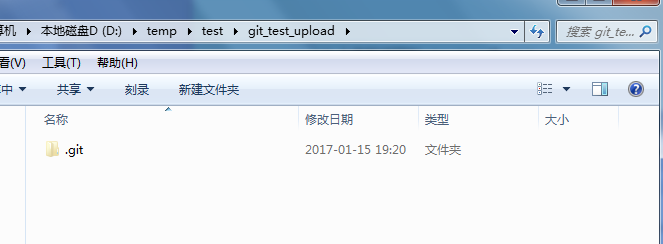 算机 ▸ 本地磁盘D (D:) ▸ temp ▸ test ▸ git_test_upload ▸
搜索 git_te...
看(V) 工具(T) 帮助(H)
库中 共享 刻录 新建文件夹
名称 修改日期 类型 大小
.git 2017-01-15 19:20 文件夹